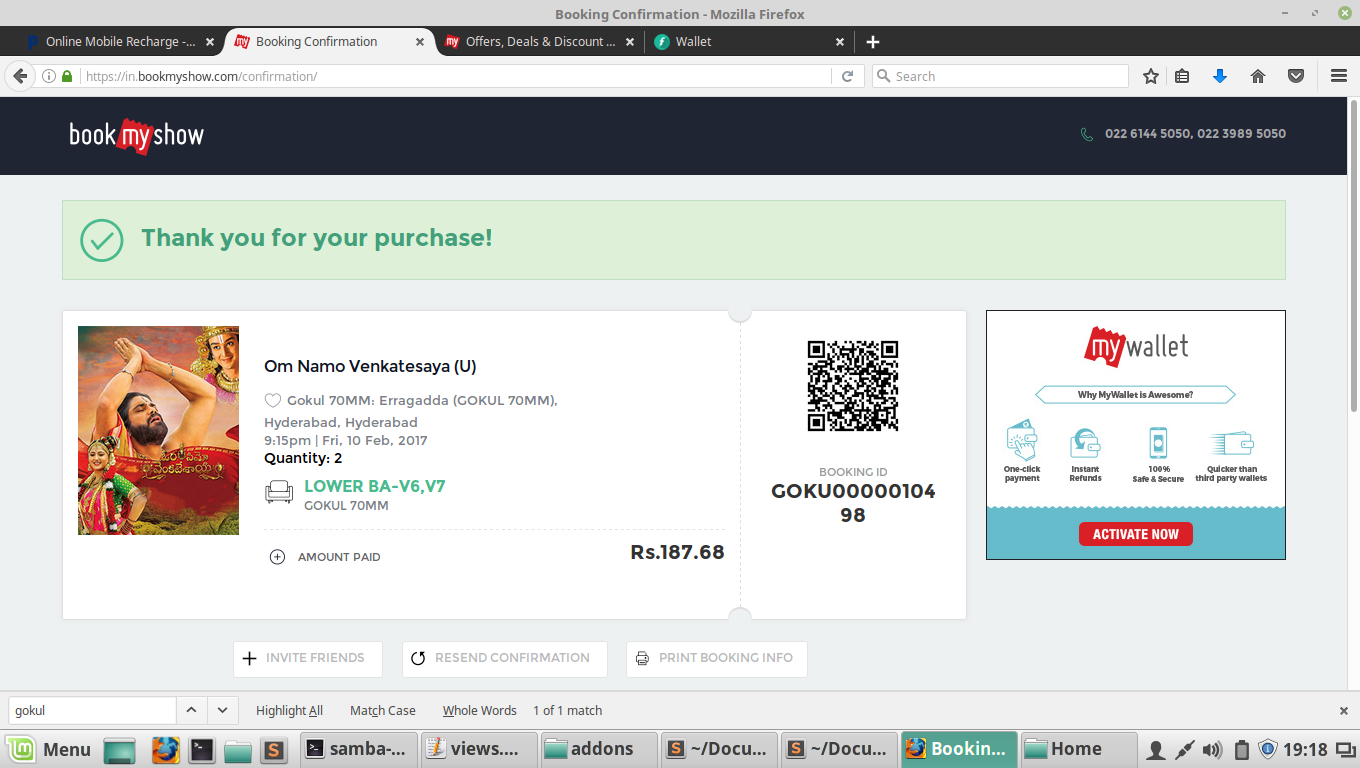 Booking Confirmation - Mozilla Firefox
Online Mobile Recharge -...
Booking Confirmation
my Offers, Deals & Discount ...
Wallet
https://in.bookmyshow.com/confirmation/
Search
book my show
022 6144 5050, 022 3989 5050
Thank you for your purchase!
Om Namo Venkatesaya (U)
Gokul 70MM: Erragadda (GOKUL 70MM),
Hyderabad, Hyderabad
9:15pm | Fri, 10 Feb, 2017
Quantity: 2
LOWER BA-V6,V7
GOKUL 70MM
AMOUNT PAID
Rs.187.68
ఓం నమో
వేంకటేశాయ
BOOKING ID
GOKU00000104
98
my wallet
Why MyWallet is Awesome?
One-click
payment
Instant
Refunds
100%
Safe & Secure
Quicker than
third party wallets
ACTIVATE NOW
INVITE FRIENDS
RESEND CONFIRMATION
PRINT BOOKING INFO
gokul
Highlight All
Match Case
Whole Words
1 of 1 match
Menu
samba-...
views....
addons
~/Docu...
~/Docu...
Bookin...
Home
19:18